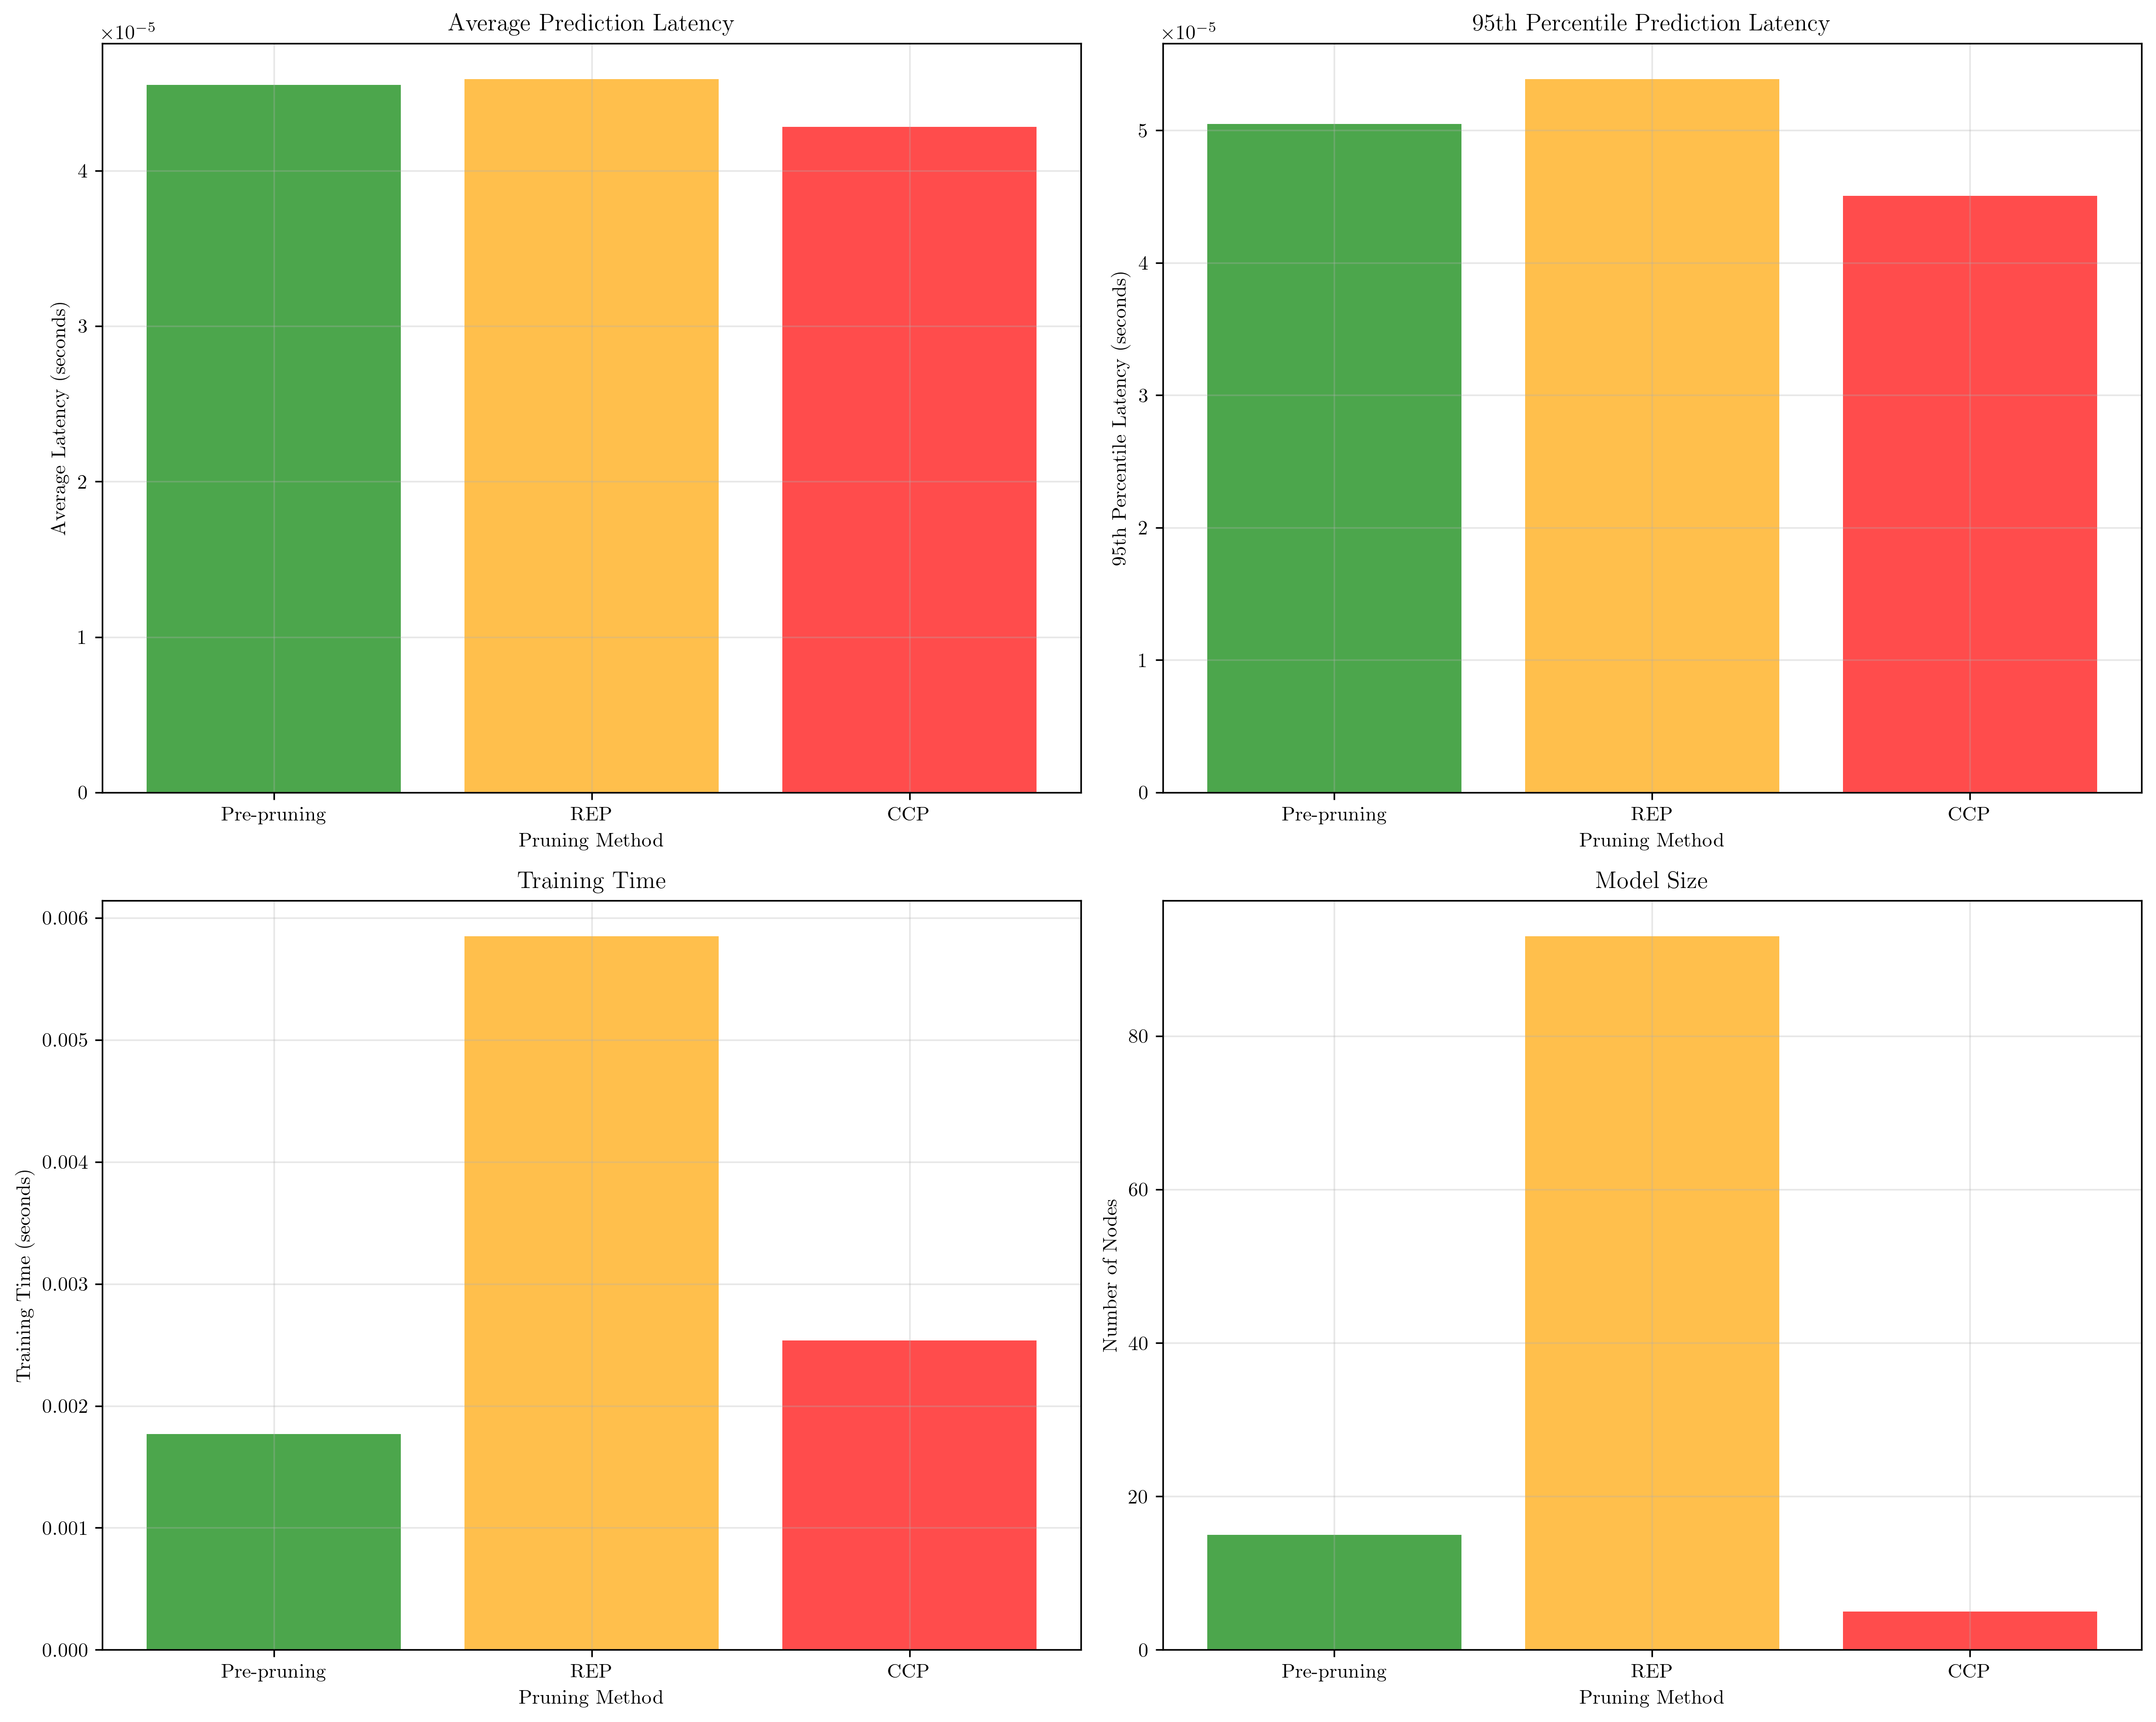 Average Prediction Latency
×10⁻⁵
Average Latency (seconds)
4
3
2
1
0
Pre-pruning REP CCP
Pruning Method
95th Percentile Prediction Latency
×10⁻⁵
95th Percentile Latency (seconds)
5
4
3
2
1
0
Pre-pruning REP CCP
Pruning Method
Training Time
Training Time (seconds)
0.006
0.005
0.004
0.003
0.002
0.001
0.000
Pre-pruning REP CCP
Pruning Method
Model Size
Number of Nodes
80
60
40
20
0
Pre-pruning REP CCP
Pruning Method